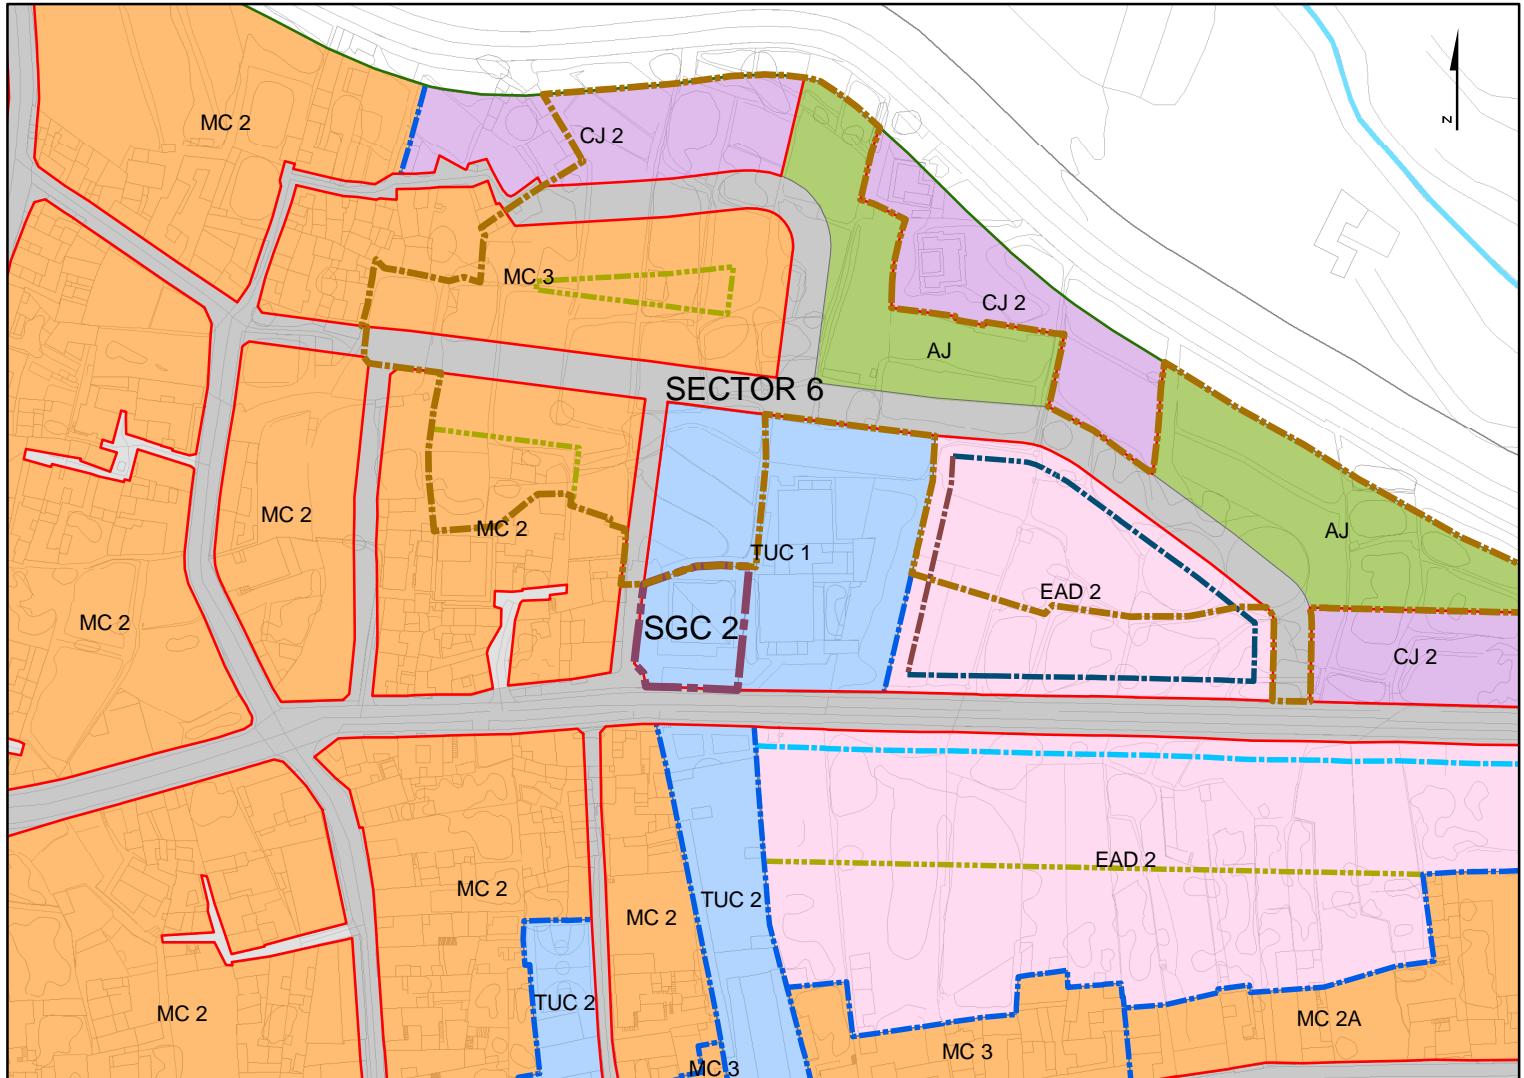 MC 2
CJ 2
N
MC 3
CJ 2
AJ
SECTOR 6
MC 2
MC 2
TUC 1
AJ
EAD 2
MC 2
SGC 2
CJ 2
EAD 2
MC 2
TUC 2
MC 2
TUC 2
MC 2
MC 2A
MC 3
MC 3